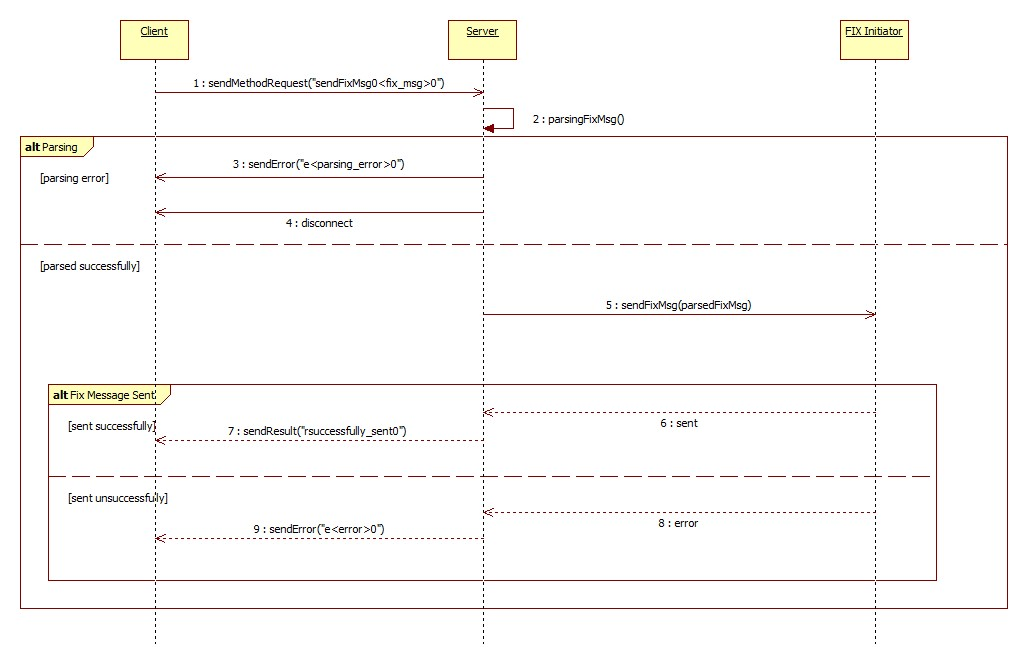 Client
Server
FIX Initiator
1 : sendMethodRequest("sendFixMsg0<fix_msg>0")
2 : parsingFixMsg()
alt Parsing
3 : sendError("e<parsing_error>0")
[parsing error]
4 : disconnect
[parsed successfully]
5 : sendFixMsg(parsedFixMsg)
alt Fix Message Sent
6 : sent
[sent successfully]
7 : sendResult("rsuccessfully_sent0")
[sent unsuccessfully]
8 : error
9 : sendError("e<error>0")